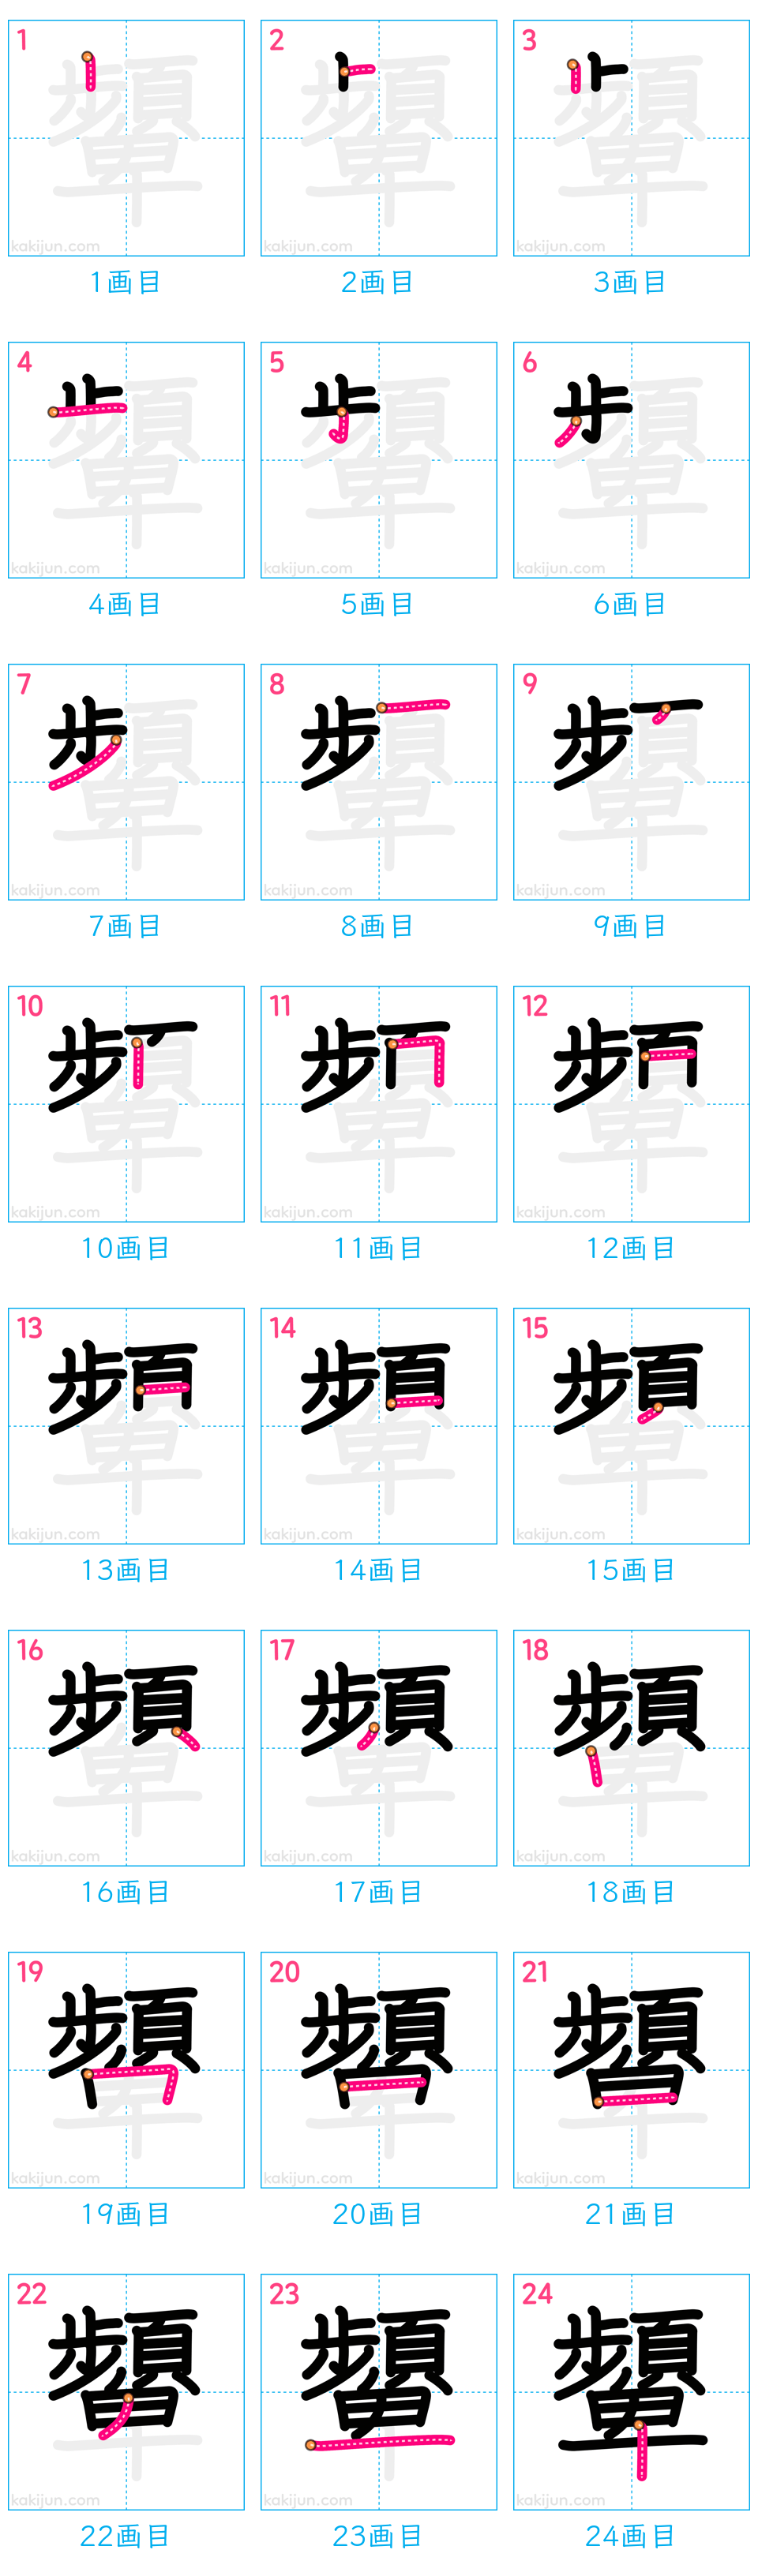 1 2 3
kakijun.com kakijun.com kakijun.com
1画目 2画目 3画目
4 5 6
kakijun.com kakijun.com kakijun.com
4画目 5画目 6画目
7 8 9
kakijun.com kakijun.com kakijun.com
7画目 8画目 9画目
10 11 12
kakijun.com kakijun.com kakijun.com
10画目 11画目 12画目
13 14 15
kakijun.com kakijun.com kakijun.com
13画目 14画目 15画目
16 17 18
kakijun.com kakijun.com kakijun.com
16画目 17画目 18画目
19 20 21
kakijun.com kakijun.com kakijun.com
19画目 20画目 21画目
22 23 24
顰
kakijun.com kakijun.com kakijun.com
22画目 23画目 24画目